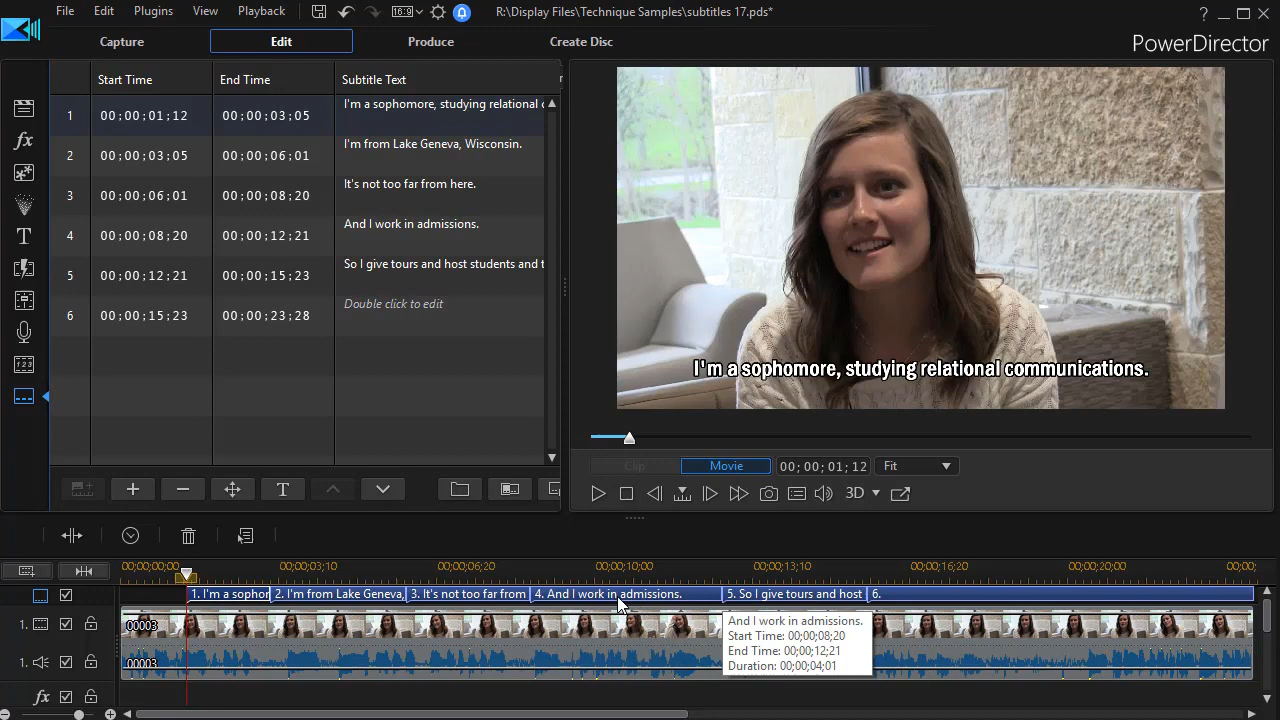 File Edit Plugins View Playback 16:9 R:\Display Files\Technique Samples\subtitles 17.pds* ?
Capture Edit Produce Create Disc PowerDirector
Start Time End Time Subtitle Text
1 00;00;01;12 00;00;03;05 I'm a sophomore, studying relational
2 00;00;03;05 00;00;06;01 I'm from Lake Geneva, Wisconsin.
3 00;00;06;01 00;00;08;20 It's not too far from here.
4 00;00;08;20 00;00;12;21 And I work in admissions.
5 00;00;12;21 00;00;15;23 So I give tours and host students and t
6 00;00;15;23 00;00;23;28 Double click to edit
I'm a sophomore, studying relational communications.
Clip Movie 00; 00; 01; 12 Fit
3D
00;00;00;00 00;00;03;10 00;00;06;20 00;00;10;00 00;00;13;10 00;00;16;20 00;00;20;00 00;00;
1. I'm a sophor 2. I'm from Lake Geneva, 3. It's not too far from 4. And I work in admissions. 5. So I give tours and host 6.
1. 00003
And I work in admissions.
Start Time: 00;00;08;20
End Time: 00;00;12;21
Duration: 00;00;04;01
1. 00003
fx